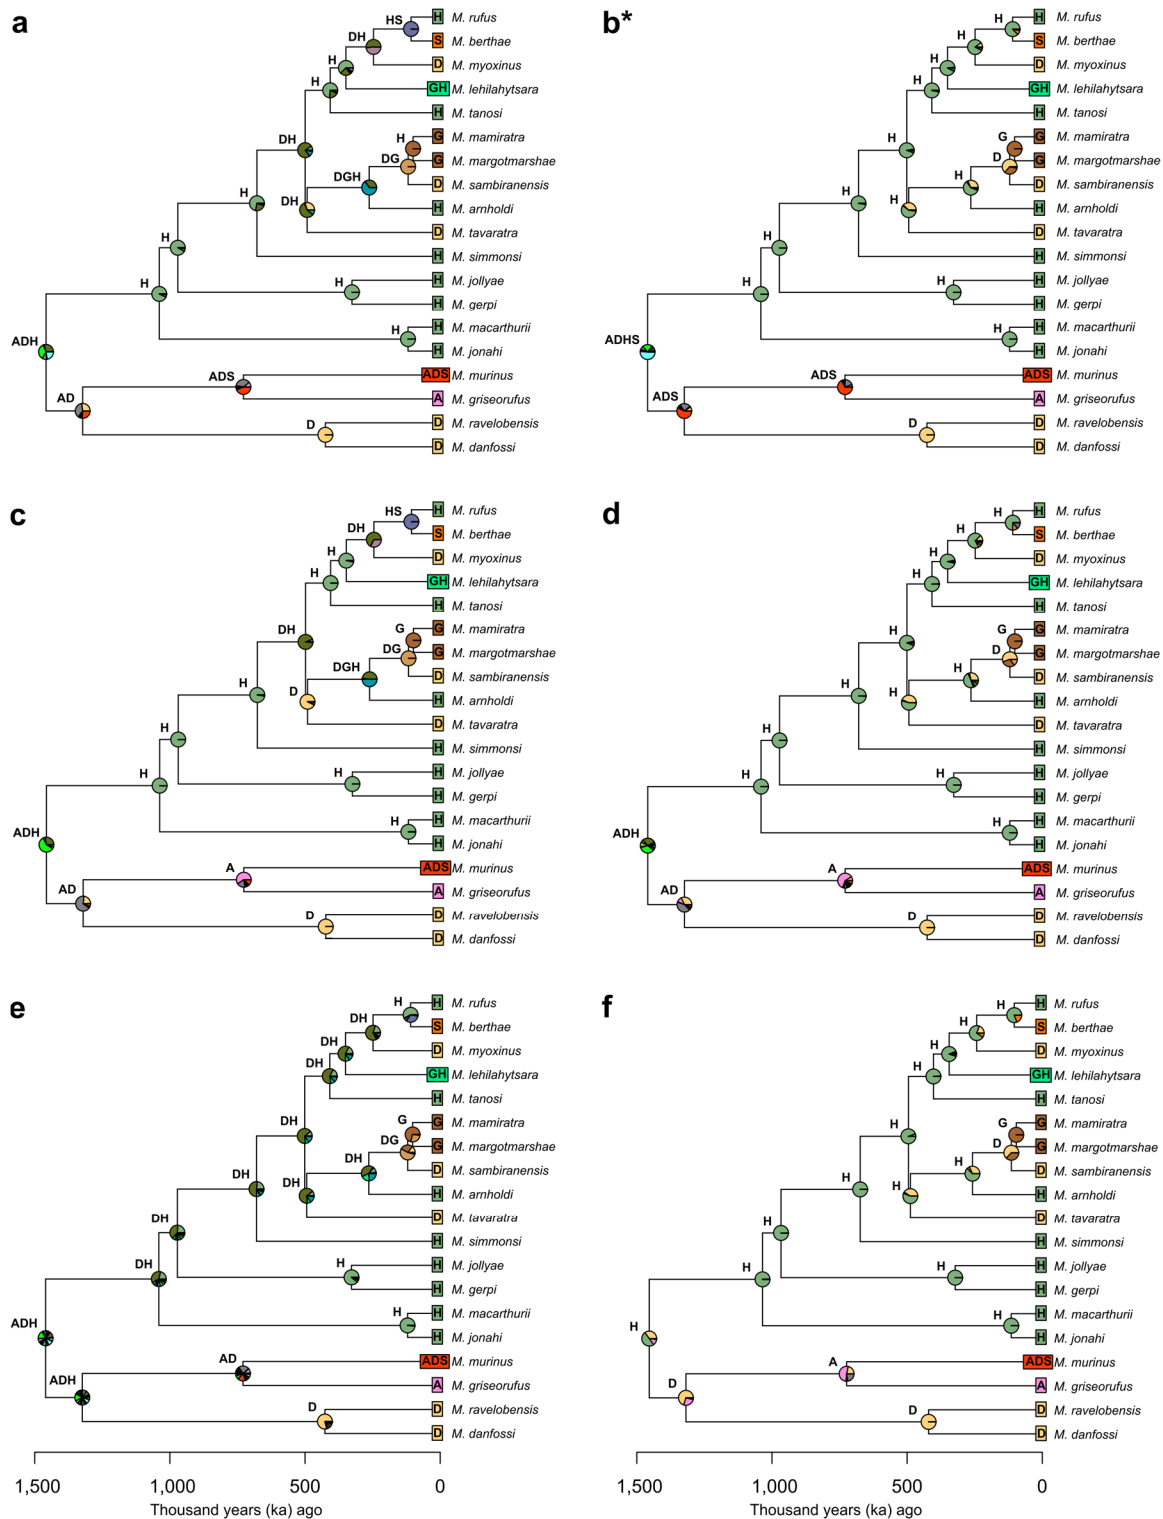 a
HS
H
M. rufus
DH
S
M. berthae
H
D
M. myoxinus
H
GH
M. lehilahytsara
H
M. tanosi
DH
H
G
M. mamiratra
DG
G
M. margotmarshae
DGH
D
M. sambiranensis
H
DH
H
M. arnholdi
D
M. tavaratra
H
H
M. simmonsi
H
H
M. jollyae
H
H
M. gerpi
H
H
M. macarthurii
ADH
H
M. jonahi
ADS
ADS
M. murinus
AD
A
M. griseorufus
D
D
M. ravelobensis
D
M. danfossi
b*
H
H
M. rufus
H
S
M. berthae
H
D
M. myoxinus
H
GH
M. lehilahytsara
H
M. tanosi
H
G
G
M. mamiratra
D
G
M. margotmarshae
H
D
M. sambiranensis
H
H
H
M. arnholdi
D
M. tavaratra
H
H
M. simmonsi
H
H
M. jollyae
H
H
M. gerpi
H
H
M. macarthurii
ADHS
H
M. jonahi
ADS
ADS
M. murinus
ADS
A
M. griseorufus
D
D
M. ravelobensis
D
M. danfossi
c
HS
H
M. rufus
DH
S
M. berthae
H
D
M. myoxinus
H
GH
M. lehilahytsara
H
M. tanosi
DH
G
G
M. mamiratra
DG
G
M. margotmarshae
DGH
D
M. sambiranensis
H
D
H
M. arnholdi
D
M. tavaratra
H
H
M. simmonsi
H
H
M. jollyae
H
H
M. gerpi
H
H
M. macarthurii
ADH
H
M. jonahi
A
ADS
M. murinus
AD
A
M. griseorufus
D
D
M. ravelobensis
D
M. danfossi
d
H
H
M. rufus
H
S
M. berthae
H
D
M. myoxinus
H
GH
M. lehilahytsara
H
M. tanosi
H
G
G
M. mamiratra
D
G
M. margotmarshae
H
D
M. sambiranensis
H
H
H
M. arnholdi
D
M. tavaratra
H
H
M. simmonsi
H
H
M. jollyae
H
H
M. gerpi
H
H
M. macarthurii
ADH
H
M. jonahi
A
ADS
M. murinus
AD
A
M. griseorufus
D
D
M. ravelobensis
D
M. danfossi
e
H
H
M. rufus
DH
S
M. berthae
DH
D
M. myoxinus
DH
GH
M. lehilahytsara
H
M. tanosi
DH
G
G
M. mamiratra
DG
G
M. margotmarshae
DH
D
M. sambiranensis
DH
DH
H
M. arnholdi
D
M. tavaratra
DH
H
M. simmonsi
DH
H
H
M. jollyae
H
M. gerpi
H
H
M. macarthurii
ADH
H
M. jonahi
AD
ADS
M. murinus
ADH
A
M. griseorufus
D
D
M. ravelobensis
D
M. danfossi
1,500
1,000
500
0
Thousand years (ka) ago
f
H
H
M. rufus
H
S
M. berthae
H
D
M. myoxinus
H
GH
M. lehilahytsara
H
M. tanosi
H
G
G
M. mamiratra
D
G
M. margotmarshae
H
D
M. sambiranensis
H
H
H
M. arnholdi
D
M. tavaratra
H
H
M. simmonsi
H
H
H
M. jollyae
H
M. gerpi
H
H
M. macarthurii
H
H
M. jonahi
A
ADS
M. murinus
D
A
M. griseorufus
D
D
M. ravelobensis
D
M. danfossi
1,500
1,000
500
0
Thousand years (ka) ago